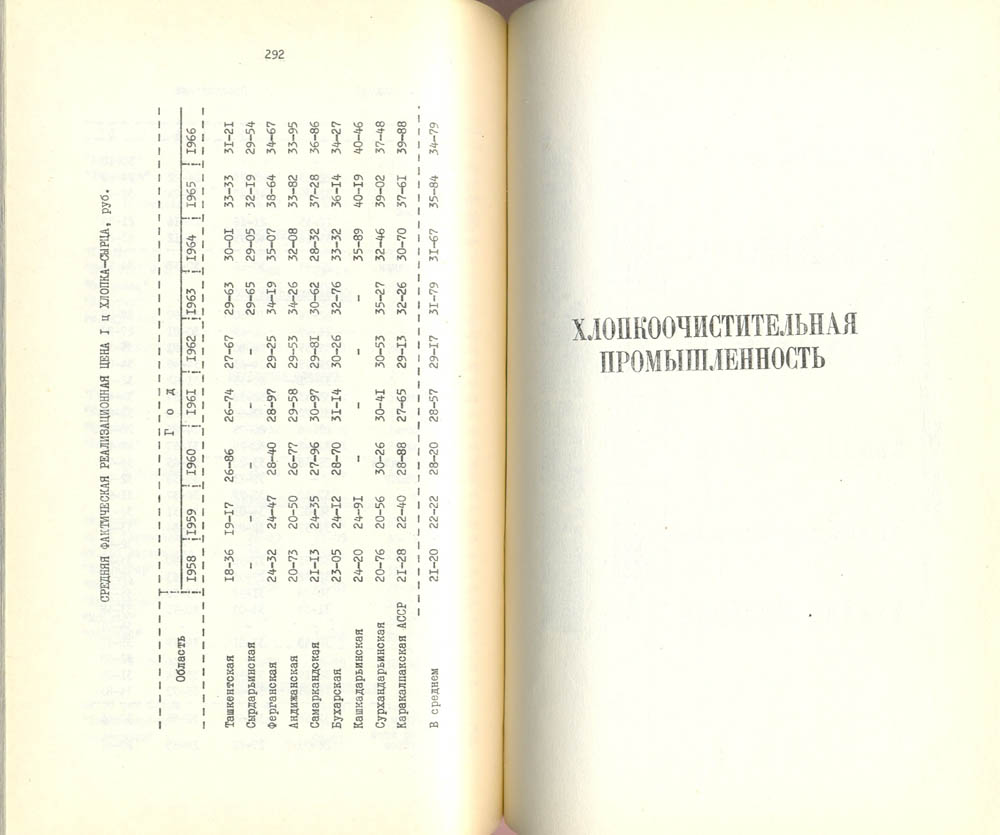 292
СРЕДНЯЯ ФАКТИЧЕСКАЯ РЕАЛИЗАЦИОННАЯ ЦЕНА I ц ХЛОПКА-СЫРЦА, руб.
Область Год
1958 1959 1960 1961 1962 1963 1964 1965 1966
Ташкентская 18-36 19-17 26-86 26-74 27-67 29-63 30-01 33-33 31-21
Сырдарьинская - - - - - 29-65 29-05 32-19 29-54
Ферганская 24-32 24-47 28-40 28-97 29-25 34-19 35-07 38-64 34-67
Андижанская 20-73 20-50 26-77 29-58 29-53 34-26 32-08 33-82 33-95
Самаркандская 21-13 24-35 27-96 30-97 29-81 30-62 28-32 37-28 36-86
Бухарская 23-05 24-12 28-70 31-14 30-26 32-76 33-32 36-14 34-27
Кашкадарьинская 24-20 24-91 - - - - 35-89 40-19 40-46
Сурхандарьинская 20-76 20-56 30-26 30-41 30-53 35-27 32-46 39-02 37-48
Каракалпакская АССР 21-28 22-40 28-88 27-65 29-13 32-26 30-70 37-61 39-88
В среднем 21-20 22-22 28-20 28-57 29-17 31-79 31-67 35-84 34-79
ХЛОПКООЧИСТИТЕЛЬНАЯ
ПРОМЫШЛЕННОСТЬ